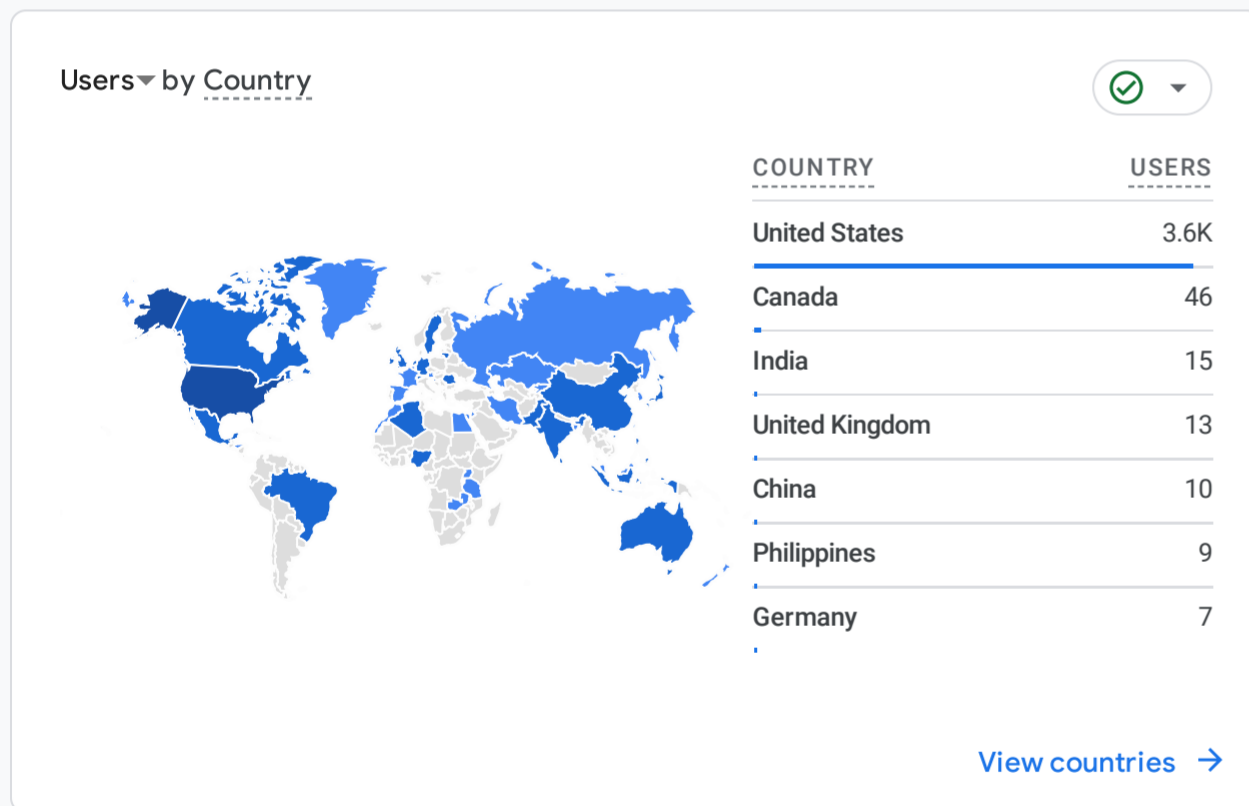 Users by Country
COUNTRY USERS
United States 3.6K
Canada 46
India 15
United Kingdom 13
China 10
Philippines 9
Germany 7
View countries